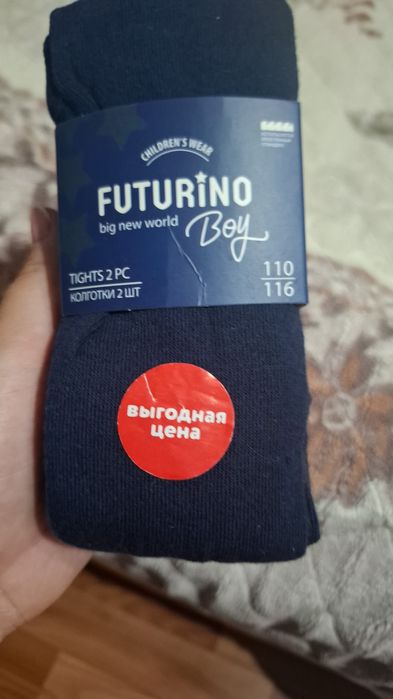 CHILDREN'S WEAR
FUTURINO
big new world
Boy
TIGHTS 2 PC
КОЛГОТКИ 2 ШТ
110
116
выгодная
цена